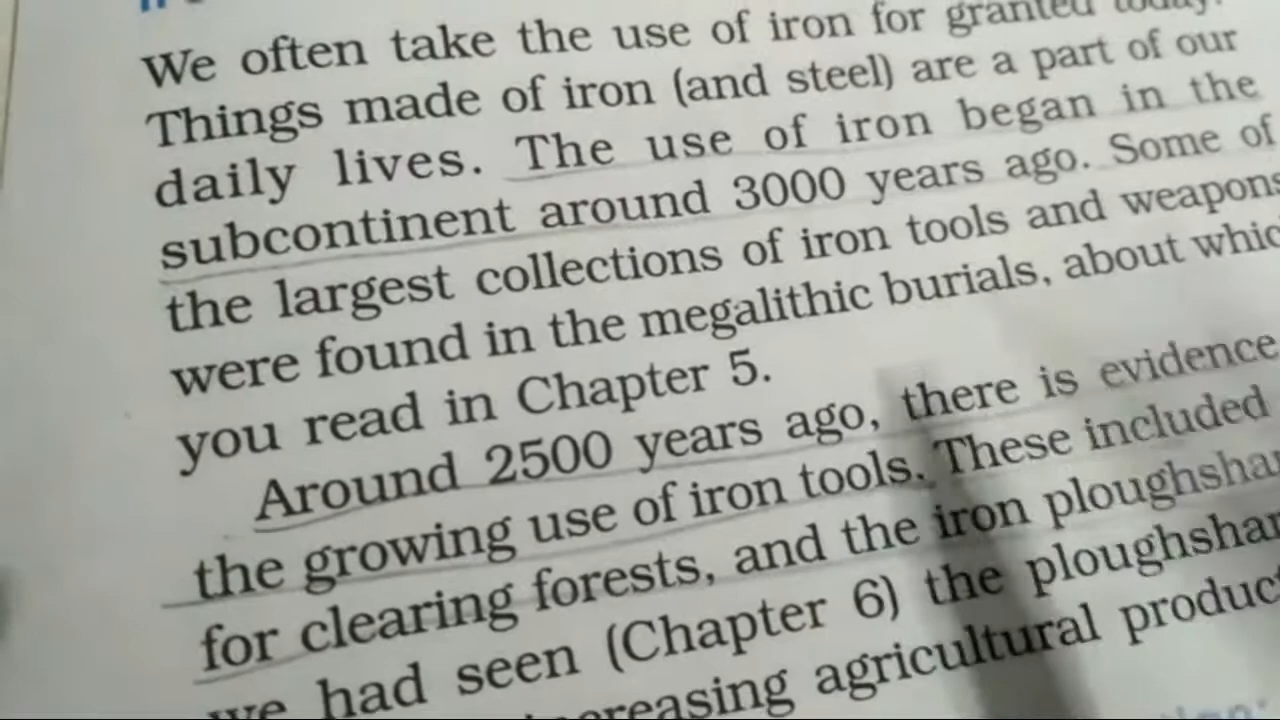 We often take the use of iron for granted today.
Things made of iron (and steel) are a part of our
daily lives. The use of iron began in the
subcontinent around 3000 years ago. Some of
the largest collections of iron tools and weapons
were found in the megalithic burials, about whic
you read in Chapter 5.
Around 2500 years ago, there is evidence
the growing use of iron tools. These included
for clearing forests, and the iron ploughshar
we had seen (Chapter 6) the ploughshar
increasing agricultural product